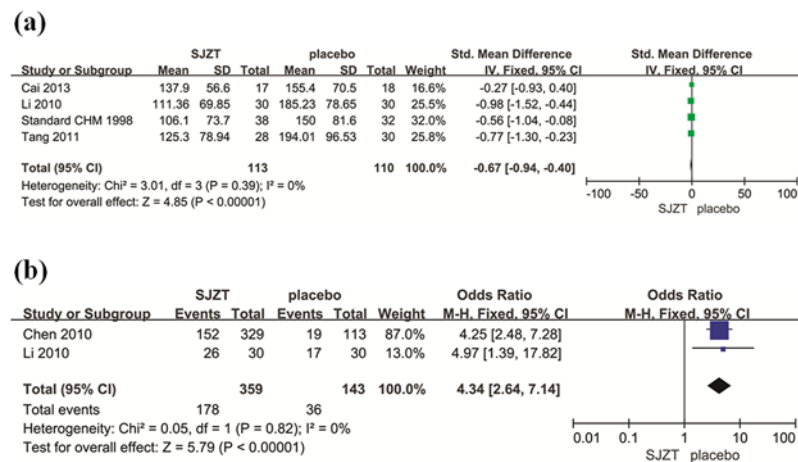 (a)
SJZT placebo Std. Mean Difference Std. Mean Difference
Study or Subgroup Mean SD Total Mean SD Total Weight IV. Fixed. 95% CI IV. Fixed. 95% CI
Cai 2013 137.9 56.6 17 155.4 70.5 18 16.6% -0.27 [-0.93, 0.40]
Li 2010 111.36 69.85 30 185.23 78.65 30 25.5% -0.98 [-1.52, -0.44]
Standard CHM 1998 106.1 73.7 38 150 81.6 32 32.0% -0.56 [-1.04, -0.08]
Tang 2011 125.3 78.94 28 194.01 96.53 30 25.8% -0.77 [-1.30, -0.23]
Total (95% CI) 113 110 100.0% -0.67 [-0.94, -0.40]
Heterogeneity: Chi² = 3.01, df = 3 (P = 0.39); I² = 0%
Test for overall effect: Z = 4.85 (P < 0.00001)
-100 -50 0 50 100
SJZT placebo
(b)
SJZT placebo Odds Ratio Odds Ratio
Study or Subgroup Events Total Events Total Weight M-H. Fixed. 95% CI M-H. Fixed. 95% CI
Chen 2010 152 329 19 113 87.0% 4.25 [2.48, 7.28]
Li 2010 26 30 17 30 13.0% 4.97 [1.39, 17.82]
Total (95% CI) 359 143 100.0% 4.34 [2.64, 7.14]
Total events 178 36
Heterogeneity: Chi² = 0.05, df = 1 (P = 0.82); I² = 0%
Test for overall effect: Z = 5.79 (P < 0.00001)
0.01 0.1 1 10 100
SJZT placebo